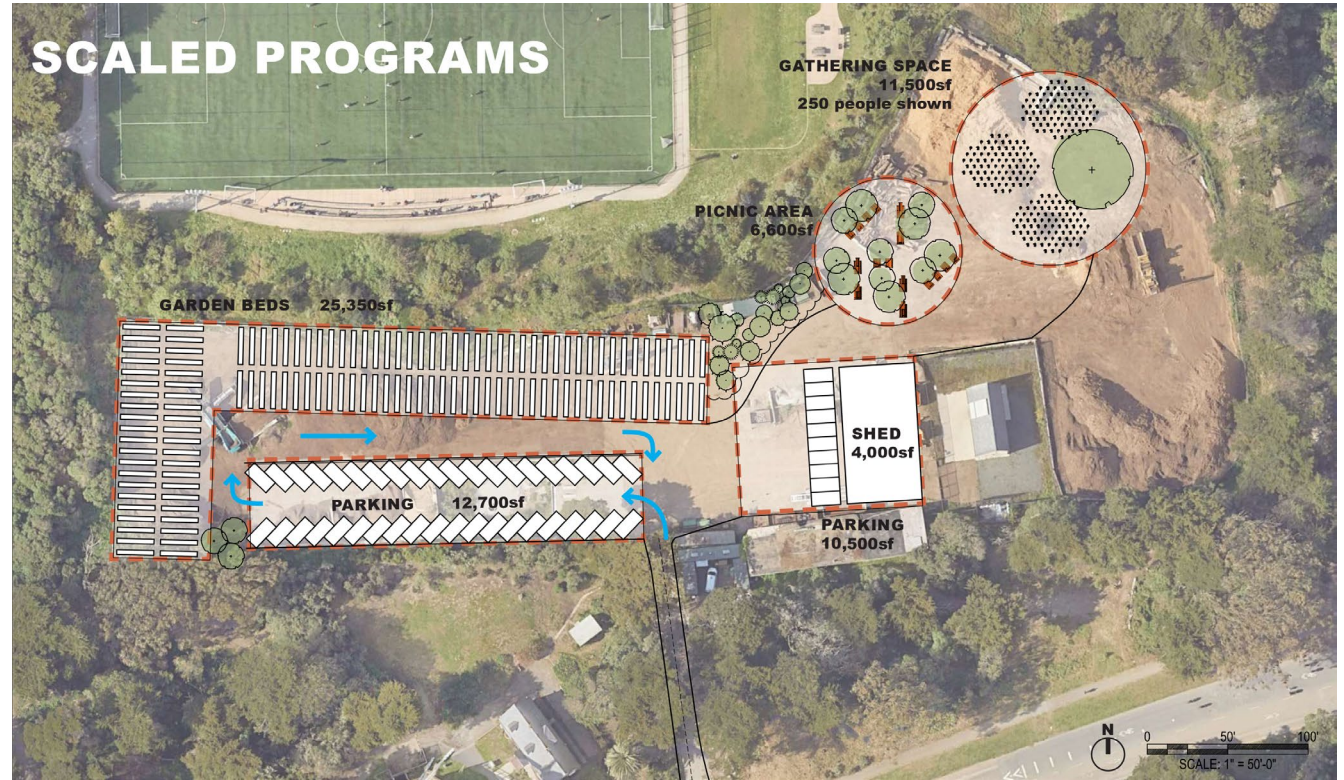 SCALED PROGRAMS
GATHERING SPACE
11,500sf
250 people shown
PICNIC AREA
6,600sf
GARDEN BEDS 25,350sf
SHED
4,000sf
PARKING 12,700sf
PARKING
10,500sf
N
0 50' 100'
SCALE: 1" = 50'-0"